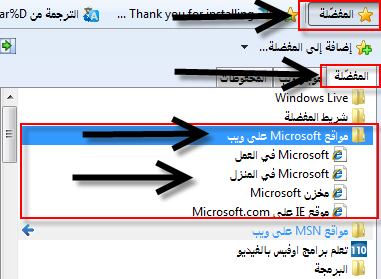 المفضلة
Thank you for installing ...
الترجمة من ar%D
إضافة إلى المفضلة...
المفضلة
المحفوظات
Windows Live
شريط المفضلة
مواقع Microsoft على ويب
Microsoft في العمل
Microsoft في المنزل
مخزن Microsoft
موقع IE على Microsoft.com
مواقع MSN على ويب
تعلم برامج اوفيس بالفيديو
البرمجة